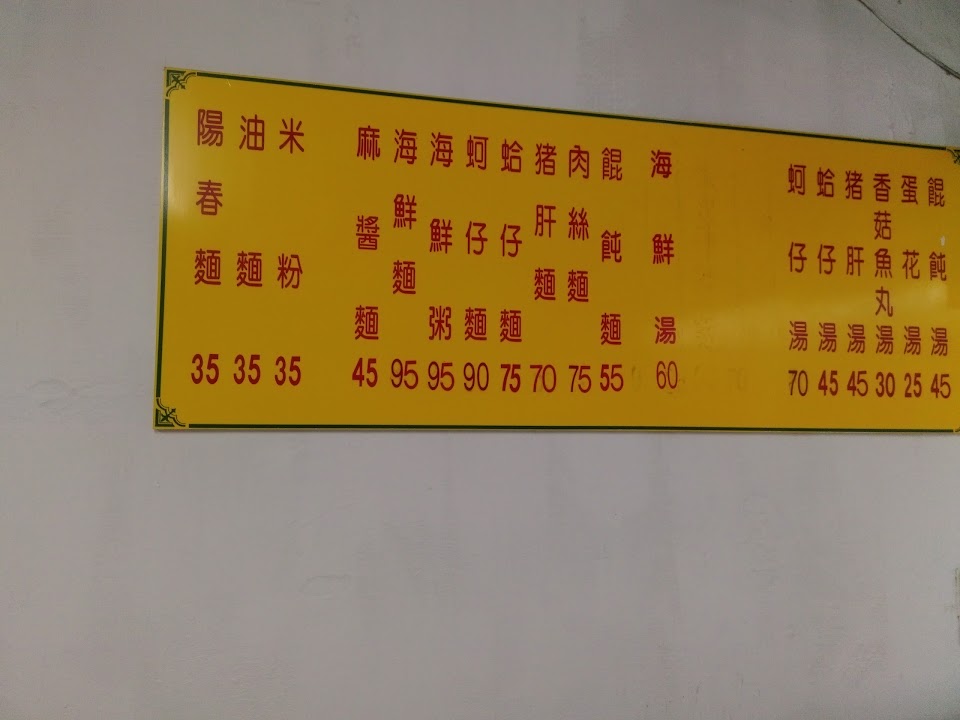 陽春麵 35
油麵 35
米粉 35
麻醬麵 45
海鮮麵 95
海鮮粥 95
蚵仔麵 90
蛤仔麵 75
猪肝麵 70
肉絲麵 75
餛飩麵 55
海鮮湯 60
蚵仔湯 70
蛤仔湯 45
猪肝湯 45
香菇魚丸湯 30
蛋花湯 25
餛飩湯 45